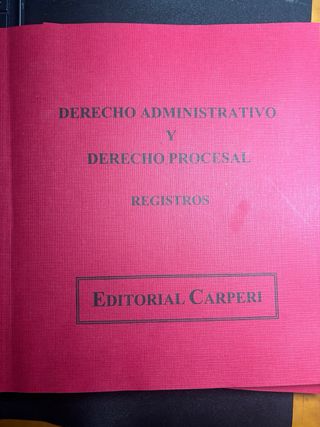 DERECHO ADMINISTRATIVO
Y
DERECHO PROCESAL
REGISTROS
EDITORIAL CARPERI